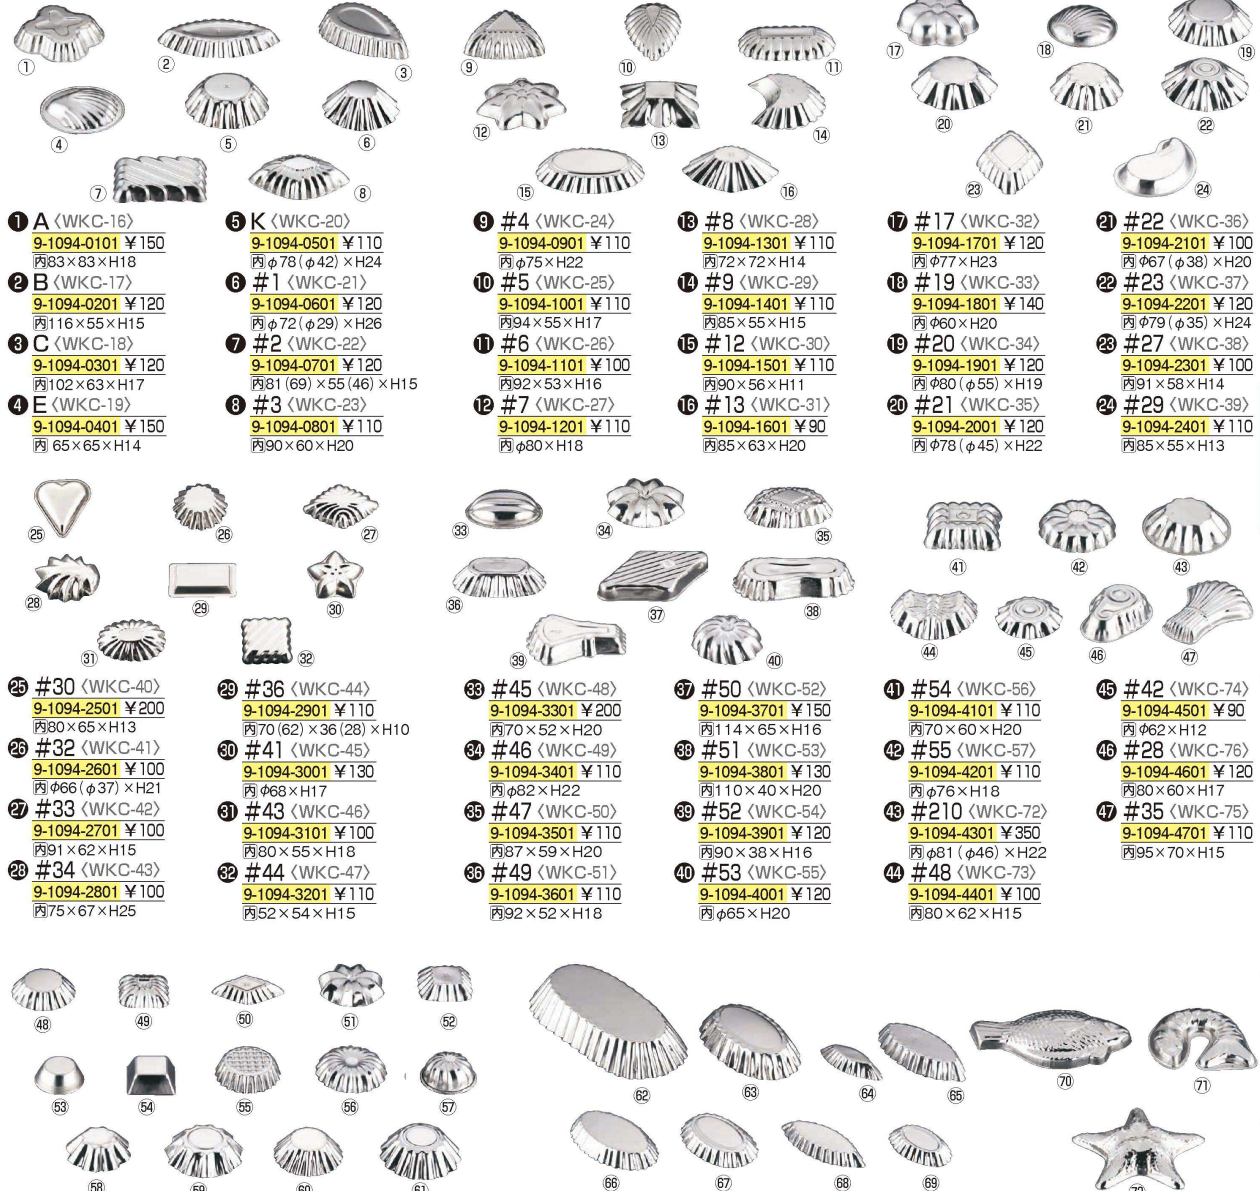 ① ② ③
④ ⑤ ⑥
⑦ ⑧
⑨ ⑩ ⑪
⑫ ⑬ ⑭
⑮ ⑯
⑰ ⑱ ⑲
⑳ ㉑ ㉒
㉓ ㉔
❶ A〈WKC-16〉
9-1094-0101 ¥150
内83×83×H18
❷ B〈WKC-17〉
9-1094-0201 ¥120
内116×55×H15
❸ C〈WKC-18〉
9-1094-0301 ¥120
内102×63×H17
❹ E〈WKC-19〉
9-1094-0401 ¥150
内 65×65×H14
❺ K〈WKC-20〉
9-1094-0501 ¥110
内φ78(φ42)×H24
❻ #1〈WKC-21〉
9-1094-0601 ¥120
内φ72(φ29)×H26
❼ #2〈WKC-22〉
9-1094-0701 ¥120
内81(69)×55(46)×H15
❽ #3〈WKC-23〉
9-1094-0801 ¥110
内90×60×H20
❾ #4〈WKC-24〉
9-1094-0901 ¥110
内φ75×H22
❿ #5〈WKC-25〉
9-1094-1001 ¥110
内94×55×H17
⓫ #6〈WKC-26〉
9-1094-1101 ¥100
内92×53×H16
⓬ #7〈WKC-27〉
9-1094-1201 ¥110
内φ80×H18
⓭ #8〈WKC-28〉
9-1094-1301 ¥110
内72×72×H14
⓮ #9〈WKC-29〉
9-1094-1401 ¥110
内85×55×H15
⓯ #12〈WKC-30〉
9-1094-1501 ¥110
内90×56×H11
⓰ #13〈WKC-31〉
9-1094-1601 ¥90
内85×63×H20
⓱ #17〈WKC-32〉
9-1094-1701 ¥120
内φ77×H23
⓲ #19〈WKC-33〉
9-1094-1801 ¥140
内φ60×H20
⓳ #20〈WKC-34〉
9-1094-1901 ¥120
内φ80(φ55)×H19
⓴ #21〈WKC-35〉
9-1094-2001 ¥120
内φ78(φ45)×H22
㉑ #22〈WKC-36〉
9-1094-2101 ¥100
内φ67(φ38)×H20
㉒ #23〈WKC-37〉
9-1094-2201 ¥120
内φ79(φ35)×H24
㉓ #27〈WKC-38〉
9-1094-2301 ¥100
内91×58×H14
㉔ #29〈WKC-39〉
9-1094-2401 ¥110
内85×55×H13
㉕ ㉖ ㉗
㉘ ㉙ ㉚
㉛ ㉜
㉝ ㉞ ㉟
㊱ ㊲ ㊳
㊴ ㊵
㊶ ㊷ ㊸
㊹ ㊺ ㊻ ㊼
㉕ #30〈WKC-40〉
9-1094-2501 ¥200
内80×65×H13
㉖ #32〈WKC-41〉
9-1094-2601 ¥100
内φ66(φ37)×H21
㉗ #33〈WKC-42〉
9-1094-2701 ¥100
内91×62×H15
㉘ #34〈WKC-43〉
9-1094-2801 ¥100
内75×67×H25
㉙ #36〈WKC-44〉
9-1094-2901 ¥110
内70(62)×36(28)×H10
㉚ #41〈WKC-45〉
9-1094-3001 ¥130
内φ68×H17
㉛ #43〈WKC-46〉
9-1094-3101 ¥100
内80×55×H18
㉜ #44〈WKC-47〉
9-1094-3201 ¥110
内52×54×H15
㉝ #45〈WKC-48〉
9-1094-3301 ¥200
内70×52×H20
㉞ #46〈WKC-49〉
9-1094-3401 ¥110
内φ82×H22
㉟ #47〈WKC-50〉
9-1094-3501 ¥110
内87×59×H20
㊱ #49〈WKC-51〉
9-1094-3601 ¥110
内92×52×H18
㊲ #50〈WKC-52〉
9-1094-3701 ¥150
内114×65×H16
㊳ #51〈WKC-53〉
9-1094-3801 ¥130
内110×40×H20
㊴ #52〈WKC-54〉
9-1094-3901 ¥120
内90×38×H16
㊵ #53〈WKC-55〉
9-1094-4001 ¥120
内φ65×H20
㊶ #54〈WKC-56〉
9-1094-4101 ¥110
内70×60×H20
㊷ #55〈WKC-57〉
9-1094-4201 ¥110
内φ76×H18
㊸ #210〈WKC-72〉
9-1094-4301 ¥350
内φ81(φ46)×H22
㊹ #48〈WKC-73〉
9-1094-4401 ¥100
内80×62×H15
㊺ #42〈WKC-74〉
9-1094-4501 ¥90
内φ62×H12
㊻ #28〈WKC-76〉
9-1094-4601 ¥120
内80×60×H17
㊼ #35〈WKC-75〉
9-1094-4701 ¥110
内95×70×H15
㊽ ㊾ ㊿ 51 52
53 54 55 56 57
58 59 60 61
62 63 64 65
66 67 68 69
70 71
72